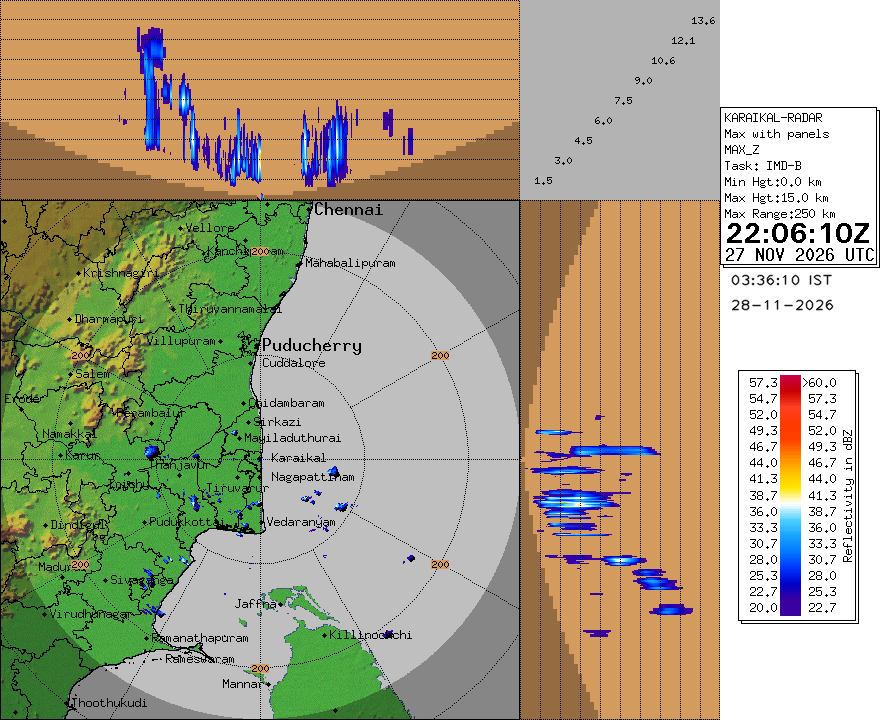 13.6
12.1
10.6
9.0
7.5
6.0
4.5
3.0
1.5
KARAIKAL-RADAR
Max with panels
MAX_Z
Task: IMD-B
Min Hgt:0.0 km
Max Hgt:15.0 km
Max Range:250 km
22:06:10Z
27 NOV 2026 UTC
03:36:10 IST
28-11-2026
Chennai
Vellore
200
Mahabalipuram
Krishnagiri
Thiruvannamalai
Dharmapuri
Villupuram
Puducherry
200
200
Cuddalore
Salem
Erode
Chidambaram
Perambalur
Sirkazi
Namakkal
Mayiladuthurai
Karur
Karaikal
Thanjavur
Nagapattinam
Tiruvarur
Pudukkottai
Vedaranyam
Dindigul
200
200
Madurai
Sivaganga
Jaffna
Virudhunagar
Ramanathapuram
Killinochchi
Rameswaram
200
Mannar
Thoothukudi
57.3 >60.0
54.7 57.3
52.0 54.7
49.3 52.0
46.7 49.3
44.0 46.7
41.3 44.0
38.7 41.3
36.0 38.7
33.3 36.0
30.7 33.3
28.0 30.7
25.3 28.0
22.7 25.3
20.0 22.7
Reflectivity in dBZ